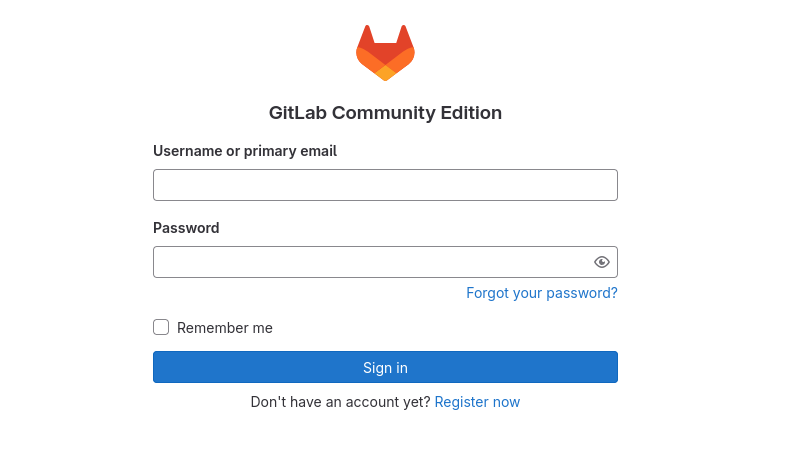 GitLab Community Edition
Username or primary email
Password
Forgot your password?
Remember me
Sign in
Don't have an account yet? Register now